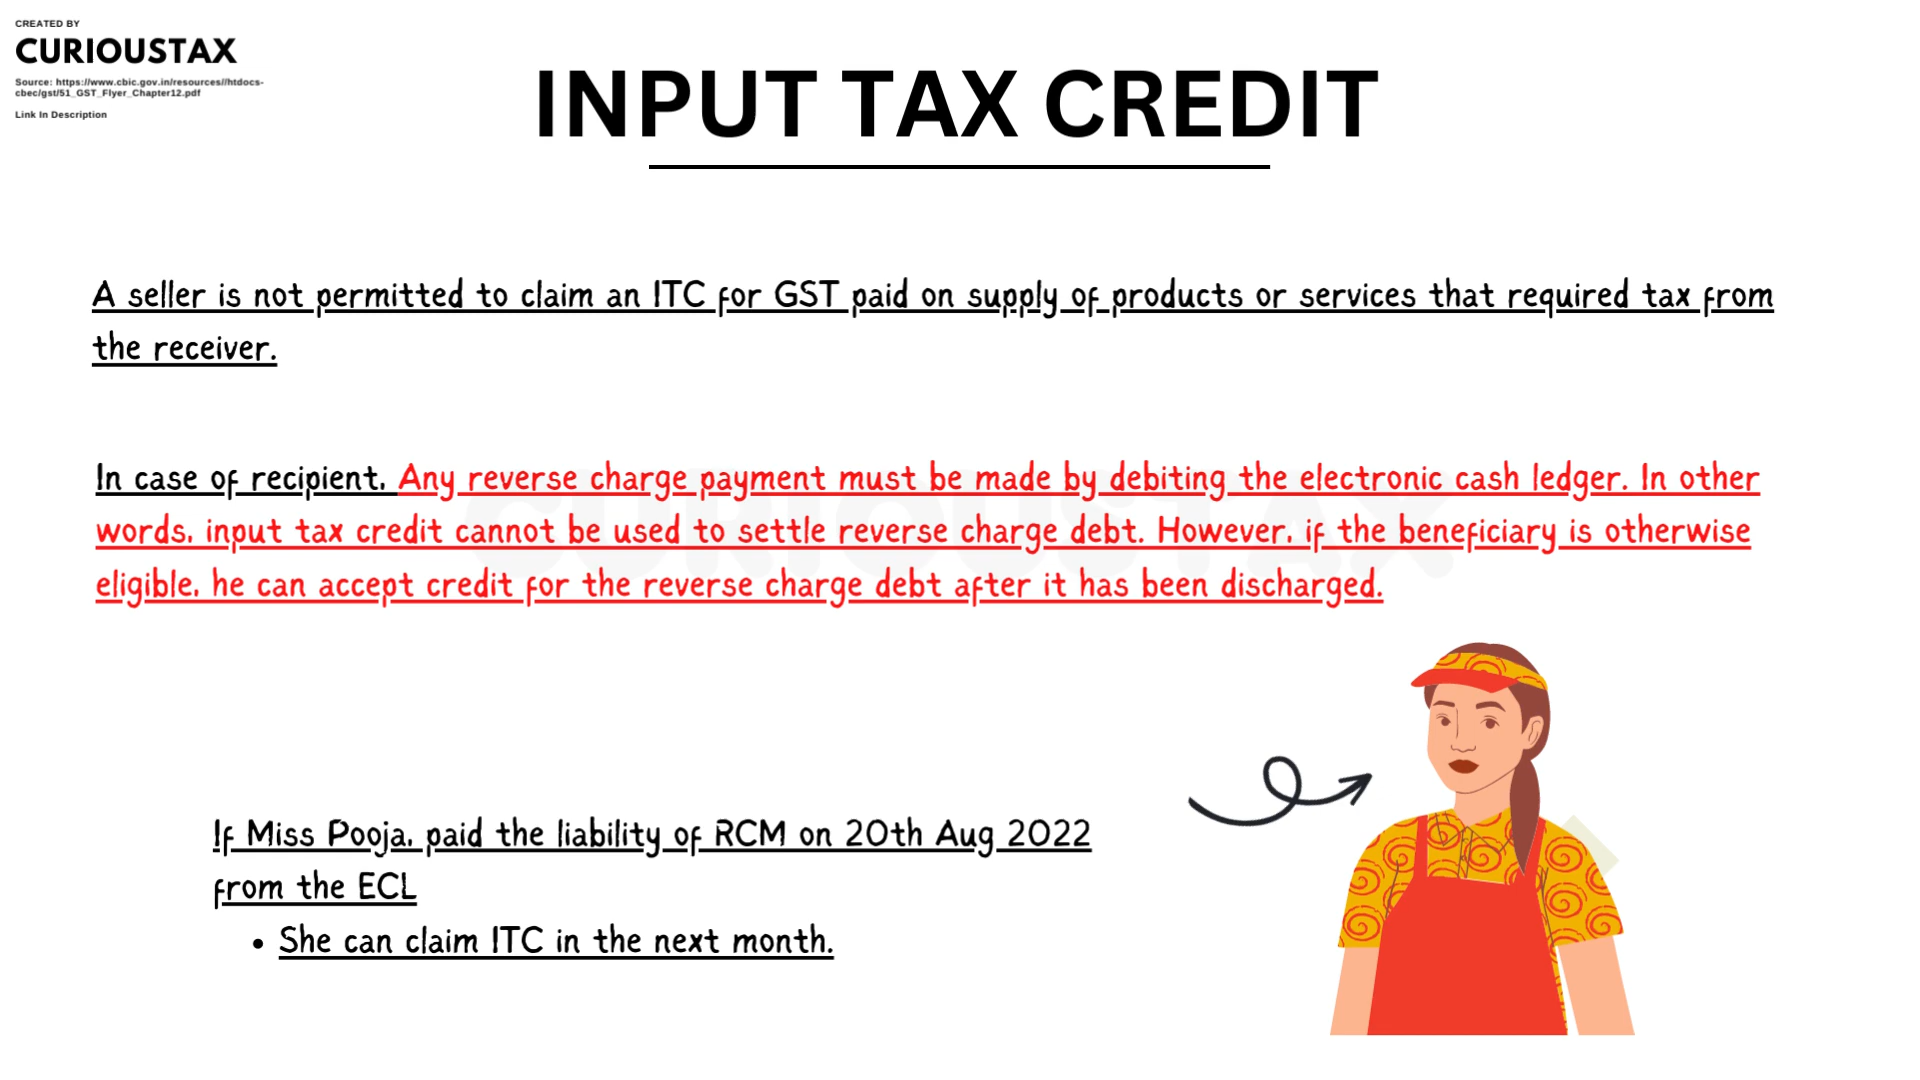 CREATED BY
CURIOUSTAX
Source: https://www.cbic.gov.in/resources//htdocs-
cbec/gst/51_GST_Flyer_Chapter12.pdf
Link In Description
INPUT TAX CREDIT
A seller is not permitted to claim an ITC for GST paid on supply of products or services that required tax from
the receiver.
In case of recipient, Any reverse charge payment must be made by debiting the electronic cash ledger. In other
words, input tax credit cannot be used to settle reverse charge debt. However, if the beneficiary is otherwise
eligible, he can accept credit for the reverse charge debt after it has been discharged.
CURIOUSTAX
If Miss Pooja, paid the liability of RCM on 20th Aug 2022
from the ECL
• She can claim ITC in the next month.